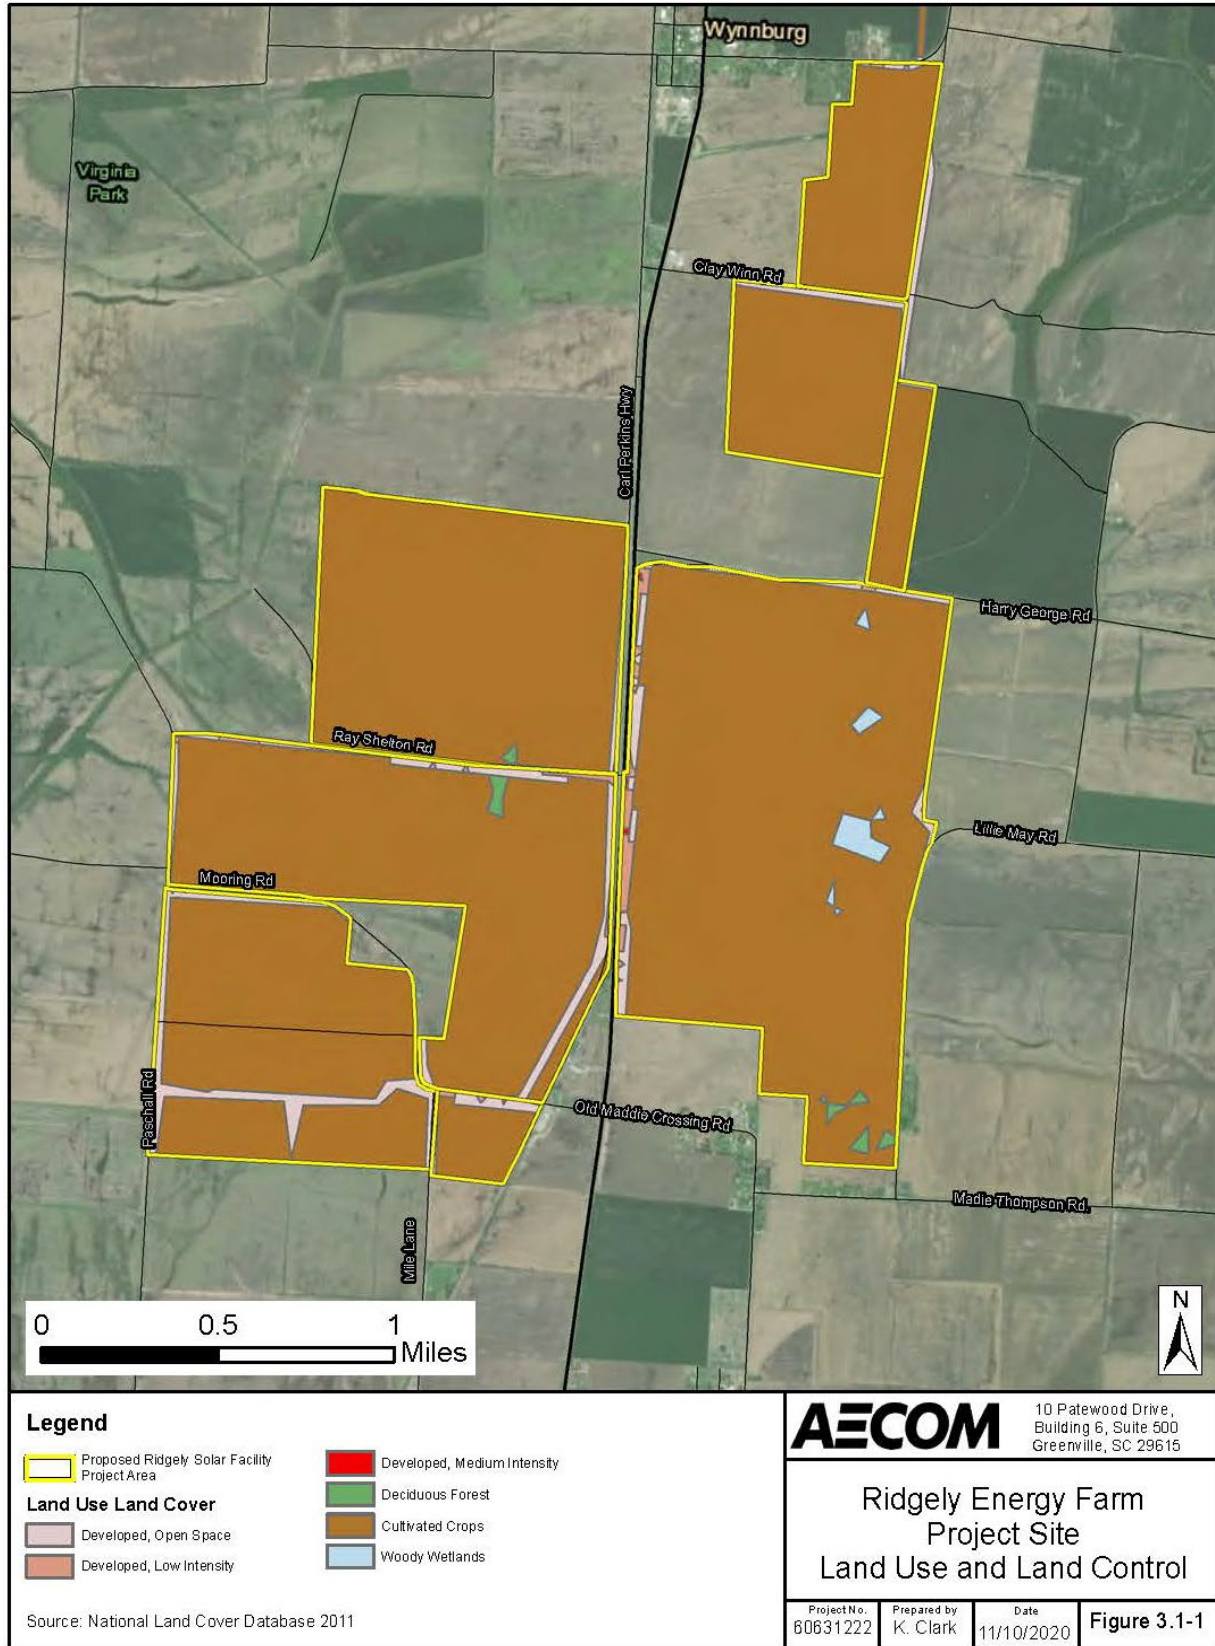 Wynnburg
Virginia
Park
Clay Winn Rd
Carl Perkins Hwy
Harry George Rd
Ray Shelton Rd
Lillie May Rd
Mooring Rd
Paschall Rd
Old Maddie Crossing Rd
Madie Thompson Rd.
Mile Lane
0 0.5 1
Miles
N
Legend
Proposed Ridgely Solar Facility
Project Area
Land Use Land Cover
Developed, Open Space
Developed, Low Intensity
Developed, Medium Intensity
Deciduous Forest
Cultivated Crops
Woody Wetlands
Source: National Land Cover Database 2011
AECOM
10 Patewood Drive,
Building 6, Suite 500
Greenville, SC 29615
Ridgely Energy Farm
Project Site
Land Use and Land Control
Project No.
60631222
Prepared by
K. Clark
Date
11/10/2020
Figure 3.1-1